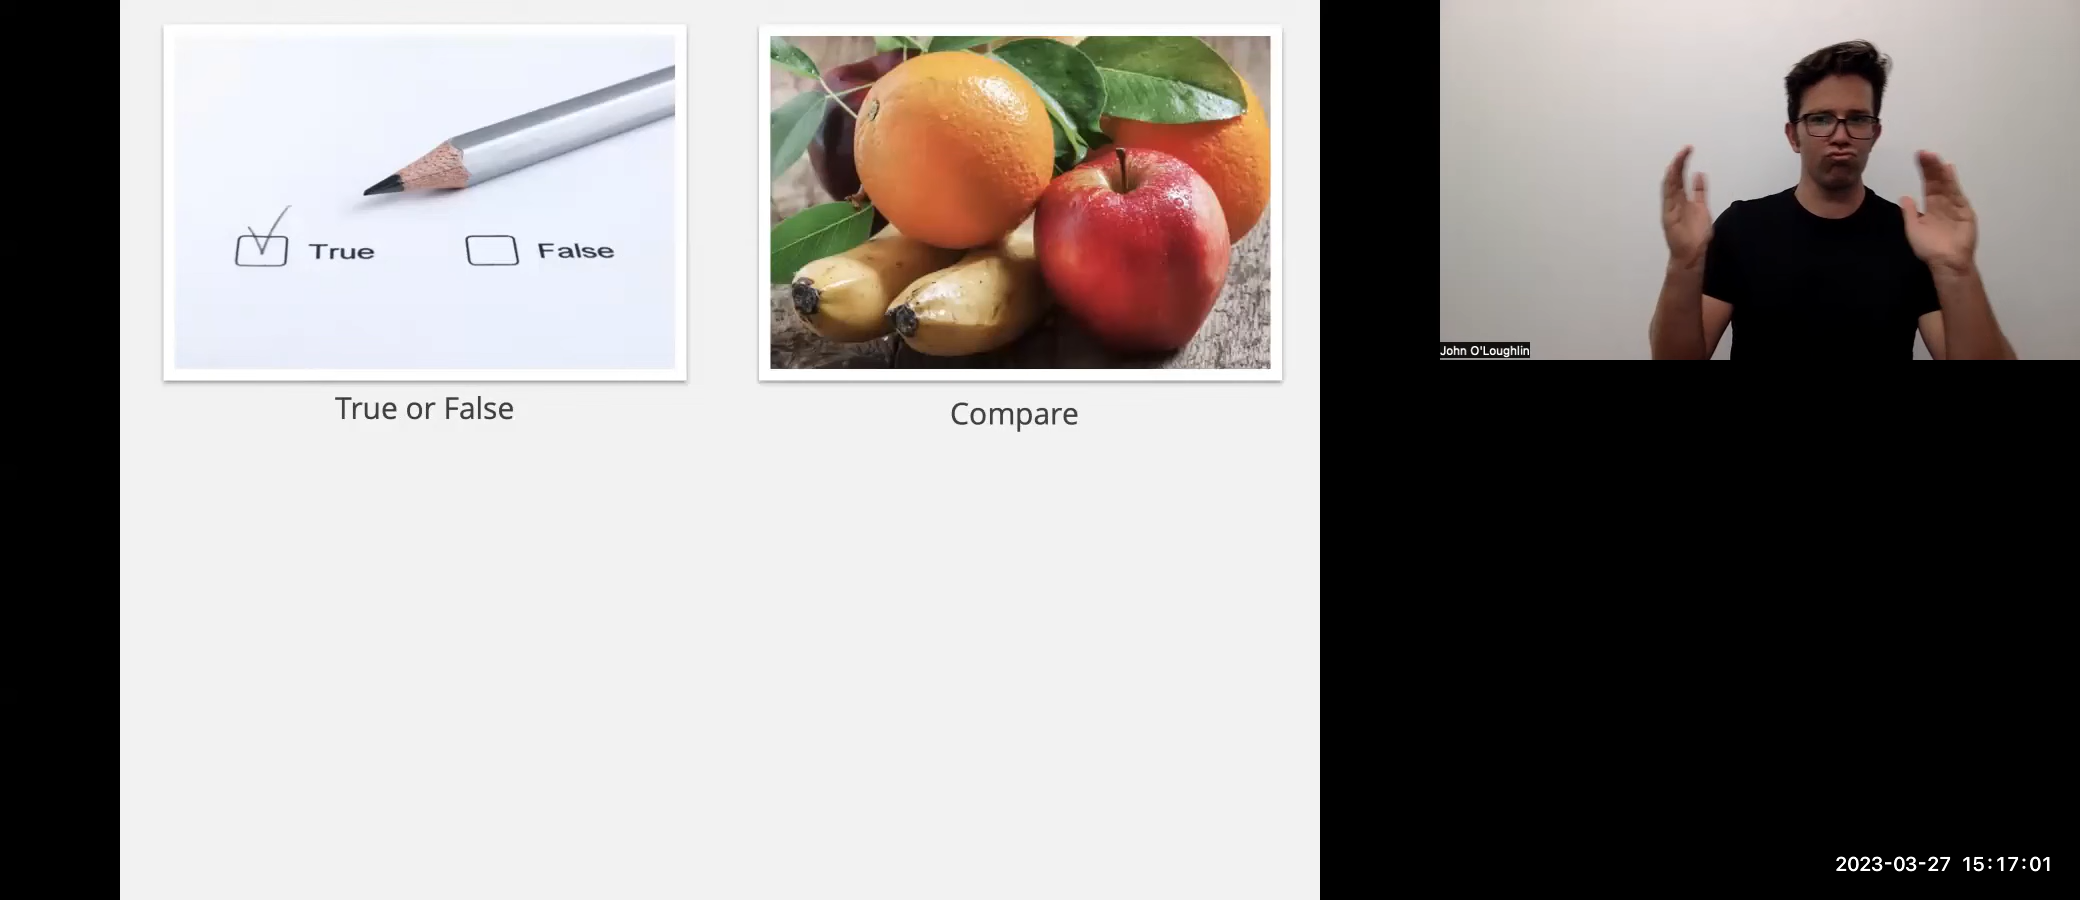 True
False
True or False
Compare
John O'Loughlin
2023-03-27 15:17:01